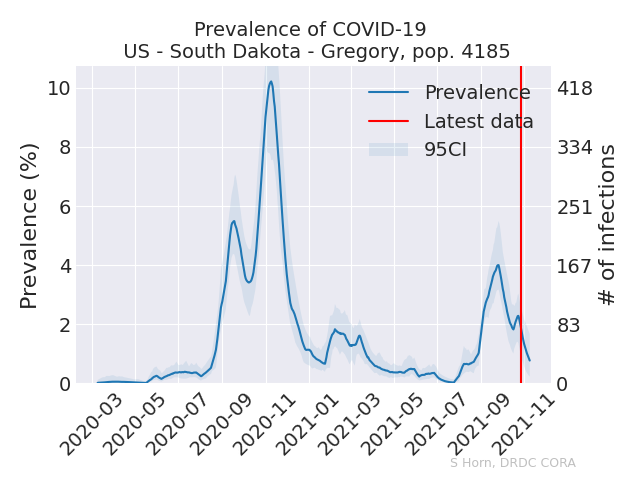 Prevalence of COVID-19
US - South Dakota - Gregory, pop. 4185
Prevalence
Latest data
95CI
Prevalence (%)
10
8
6
4
2
0
418
334
251
167
83
0
# of infections
2020-03
2020-05
2020-07
2020-09
2020-11
2021-01
2021-03
2021-05
2021-07
2021-09
2021-11
S Horn, DRDC CORA